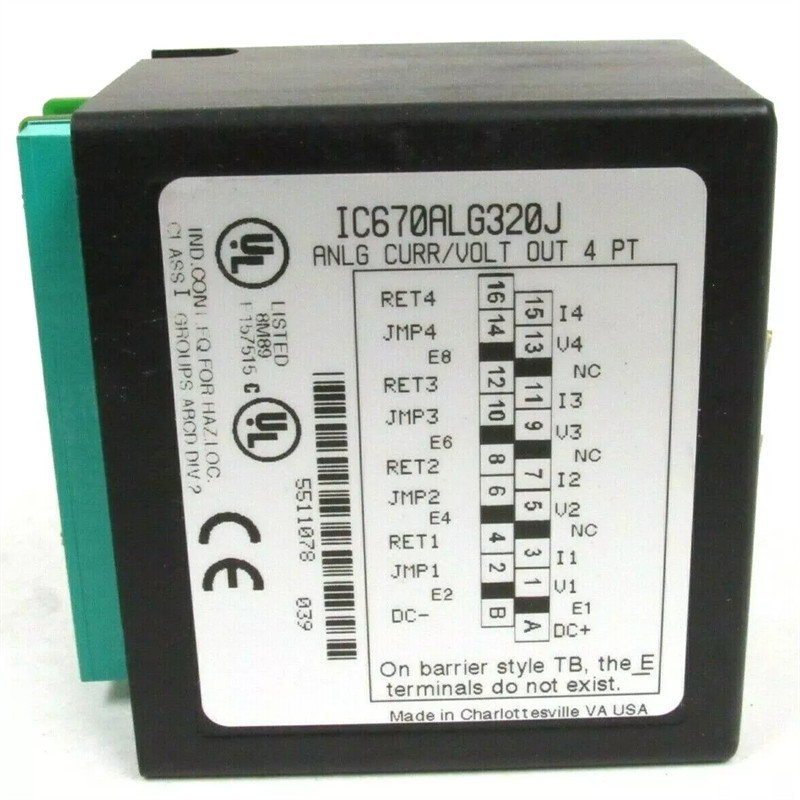 IC670ALG320J
ANLG CURR/VOLT OUT 4 PT
UL
LISTED
8M89
E157515
C UL
IND.CONT.EQ FOR HAZ.LOC.
CLASS I GROUPS ABCD DIV 2
CE
5511078 039
RET4 16 15 I4
JMP4 14 13 V4
E8 NC
RET3 12 11 I3
JMP3 10 9 V3
E6 NC
RET2 8 7 I2
JMP2 6 5 V2
E4 NC
RET1 4 3 I1
JMP1 2 1 V1
E2 E1
DC- B A DC+
On barrier style TB, the E
terminals do not exist.
Made in Charlottesville VA USA